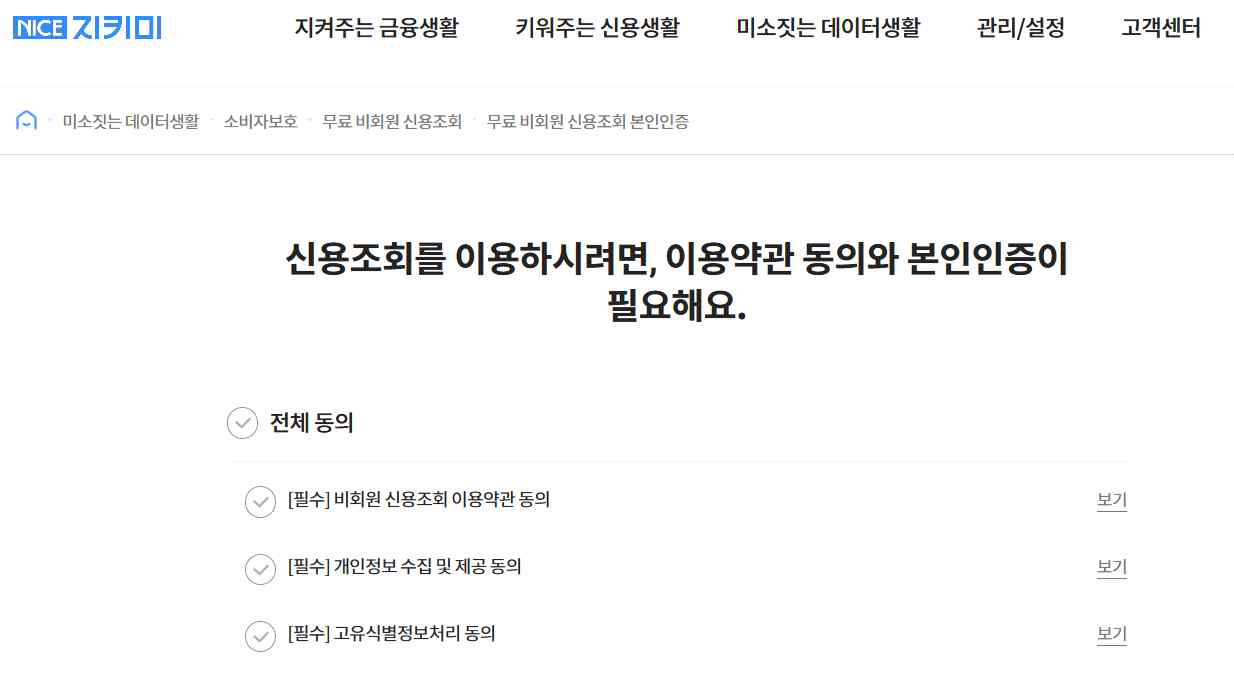 NICE 지키미 지켜주는 금융생활 키워주는 신용생활 미소짓는 데이터생활 관리/설정 고객센터
미소짓는 데이터생활 소비자보호 무료 비회원 신용조회 무료 비회원 신용조회 본인인증
신용조회를 이용하시려면, 이용약관 동의와 본인인증이
필요해요.
전체 동의
[필수] 비회원 신용조회 이용약관 동의 보기
[필수] 개인정보 수집 및 제공 동의 보기
[필수] 고유식별정보처리 동의 보기